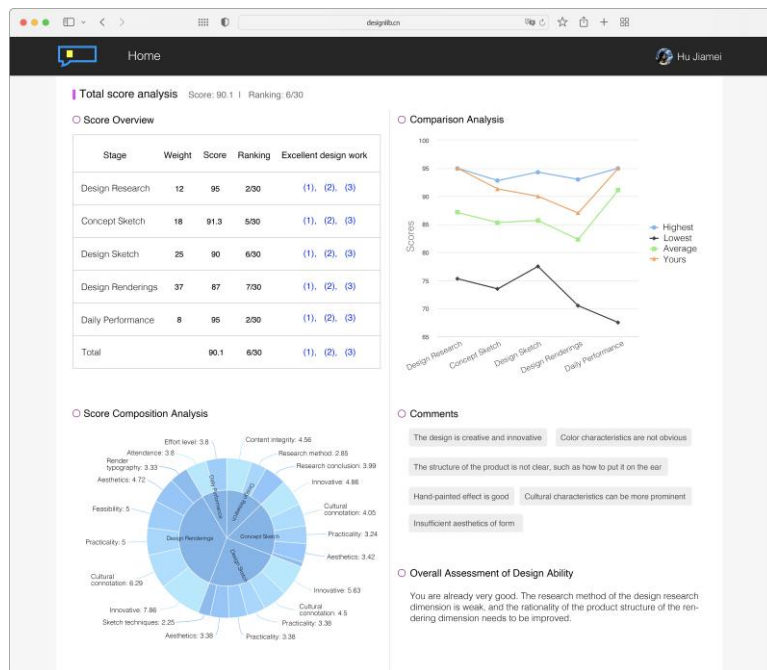 designlib.cn
Home
Hu Jiamei
Total score analysis Score: 90.1 | Ranking: 6/30
Score Overview
Stage Weight Score Ranking Excellent design work
Design Research 12 95 2/30 (1), (2), (3)
Concept Sketch 18 91.3 5/30 (1), (2), (3)
Design Sketch 25 90 6/30 (1), (2), (3)
Design Renderings 37 87 7/30 (1), (2), (3)
Daily Performance 8 95 2/30 (1), (2), (3)
Total 90.1 6/30 (1), (2), (3)
Comparison Analysis
100
95
90
85
80
75
70
65
Scores
Design Research
Concept Sketch
Design Sketch
Design Renderings
Daily Performance
Highest
Lowest
Average
Yours
Score Composition Analysis
Effort level: 3.8
Content integrity: 4.56
Attendence: 3.8
Research method: 2.85
Render
typography: 3.33
Research conclusion: 3.99
Aesthetics: 4.72
Innovative: 4.86
Feasibility: 5
Cultural
connotation: 4.05
Practicality: 5
Practicality: 3.24
Aesthetics: 3.42
Cultural
connotation: 6.29
Innovative: 5.63
Innovative: 7.86
Cultural
connotation: 4.5
Sketch techniques: 2.25
Practicality: 3.38
Aesthetics: 3.38
Practicality: 3.38
Daily Performance
Design Research
Concept Sketch
Design Renderings
Design Sketch
Comments
The design is creative and innovative
Color characteristics are not obvious
The structure of the product is not clear, such as how to put it on the ear
Hand-painted effect is good
Cultural characteristics can be more prominent
Insufficient aesthetics of form
Overall Assessment of Design Ability
You are already very good. The research method of the design research
dimension is weak, and the rationality of the product structure of the ren-
dering dimension needs to be improved.